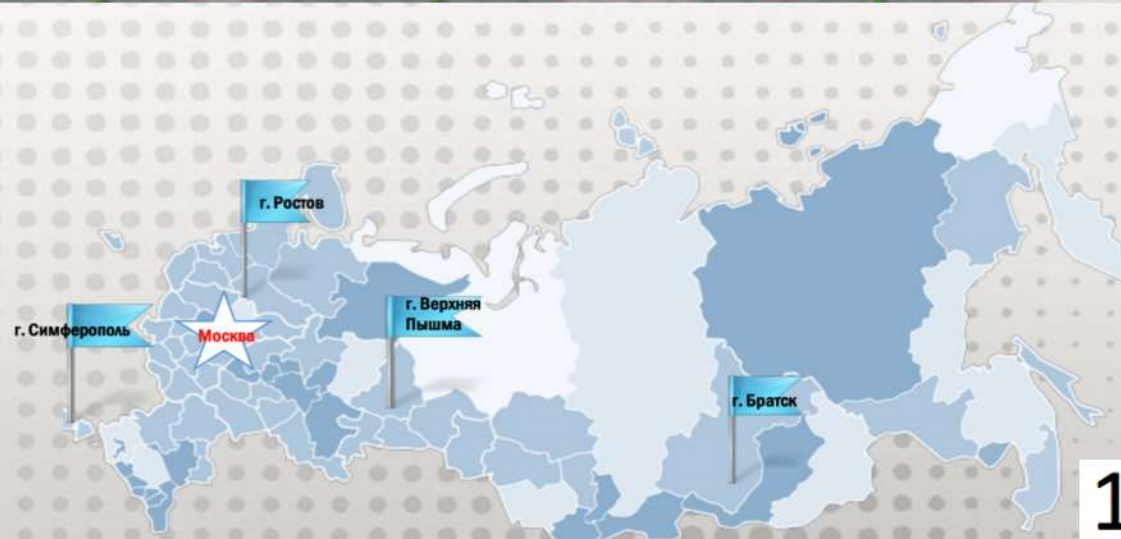 г. Ростов
г. Верхняя
Пышма
г. Симферополь
Москва
г. Братск
1